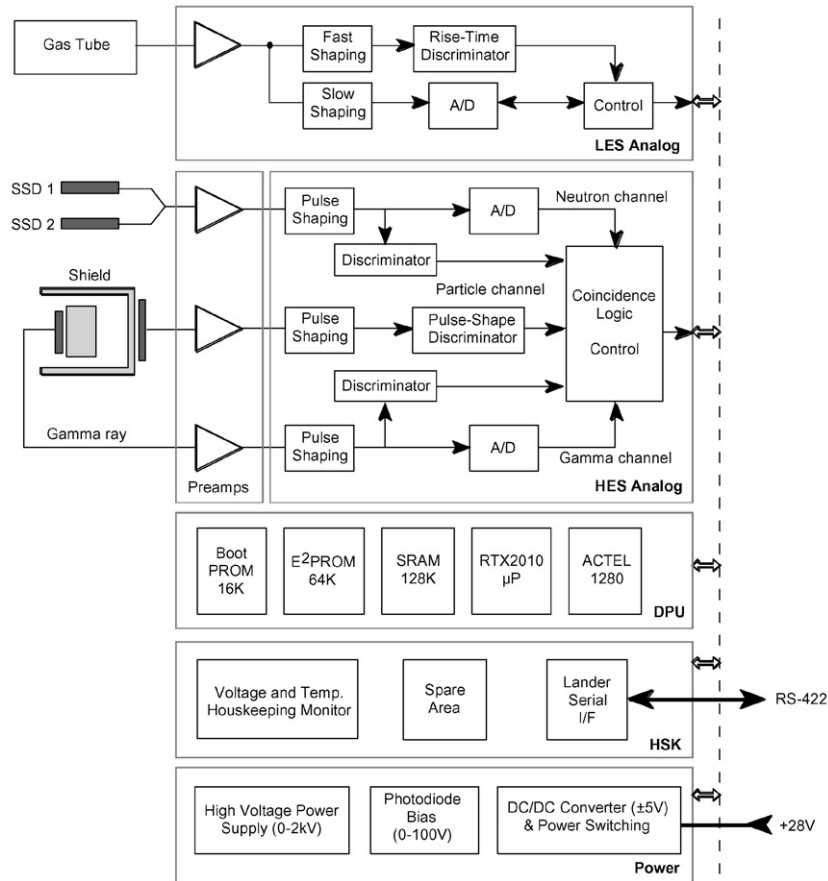 Gas Tube
Fast
Shaping
Rise-Time
Discriminator
Slow
Shaping
A/D
Control
LES Analog
SSD 1
SSD 2
Pulse
Shaping
A/D
Neutron channel
Discriminator
Shield
Particle channel
Coincidence
Logic
Control
Pulse
Shaping
Pulse-Shape
Discriminator
Discriminator
Gamma ray
Pulse
Shaping
A/D
Gamma channel
Preamps
HES Analog
Boot
PROM
16K
E²PROM
64K
SRAM
128K
RTX2010
µP
ACTEL
1280
DPU
Voltage and Temp.
Houskeeping Monitor
Spare
Area
Lander
Serial
I/F
RS-422
HSK
High Voltage Power
Supply (0-2kV)
Photodiode
Bias
(0-100V)
DC/DC Converter (±5V)
& Power Switching
+28V
Power